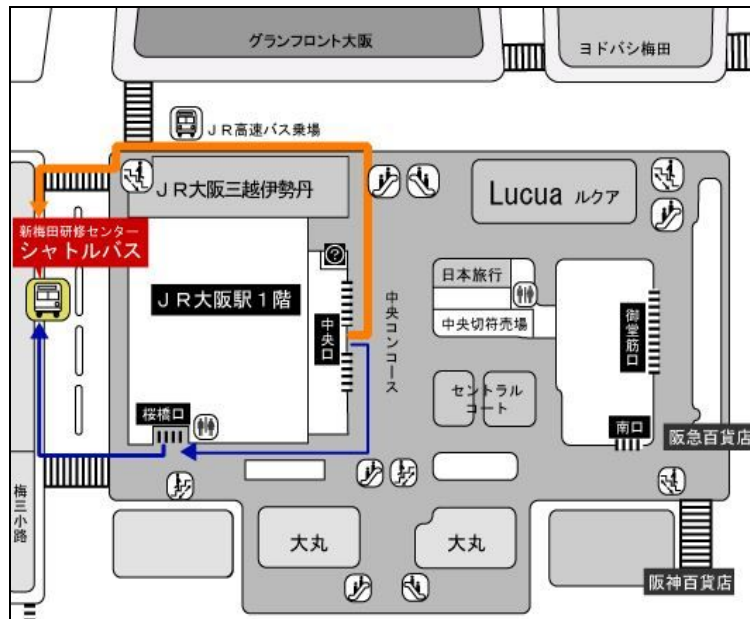 グランフロント大阪
ヨドバシ梅田
JR高速バス乗場
JR大阪三越伊勢丹
Lucua ルクア
新梅田研修センター
シャトルバス
?
日本旅行
JR大阪駅1階
中央口
中央コンコース
中央切符売場
御堂筋口
桜橋口
セントラル
コート
南口
阪急百貨店
梅三小路
大丸
大丸
阪神百貨店